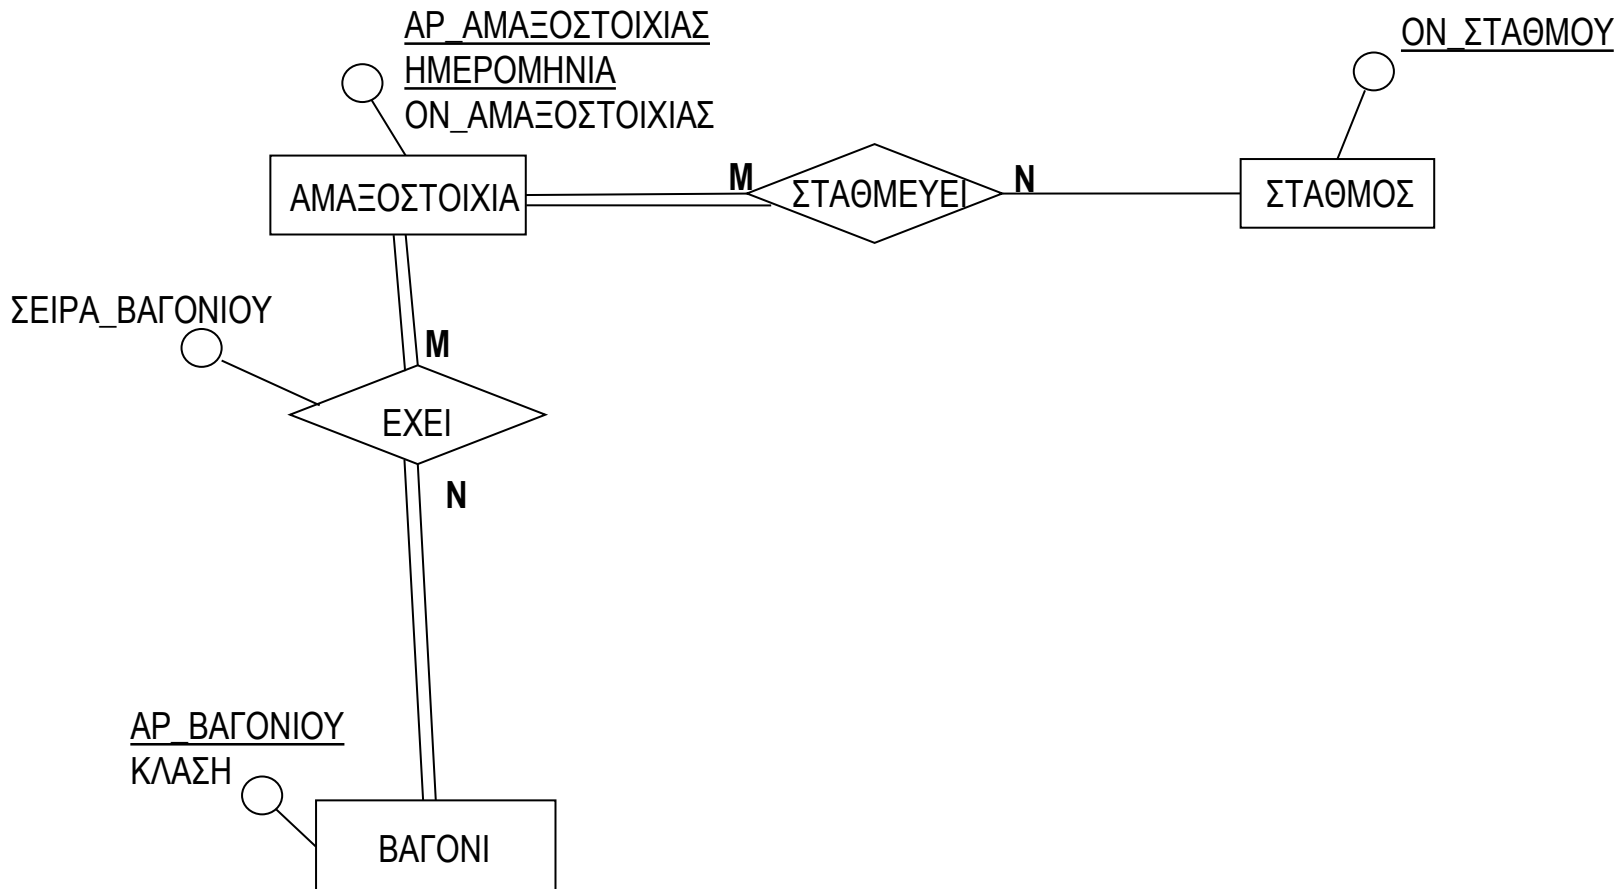 ΑΡ_ΑΜΑΞΟΣΤΟΙΧΙΑΣ
ΗΜΕΡΟΜΗΝΙΑ
ΟΝ_ΑΜΑΞΟΣΤΟΙΧΙΑΣ
ΟΝ_ΣΤΑΘΜΟΥ
ΑΜΑΞΟΣΤΟΙΧΙΑ
Μ
ΣΤΑΘΜΕΥΕΙ
Ν
ΣΤΑΘΜΟΣ
ΣΕΙΡΑ_ΒΑΓΟΝΙΟΥ
Μ
ΕΧΕΙ
Ν
ΑΡ_ΒΑΓΟΝΙΟΥ
ΚΛΑΣΗ
ΒΑΓΟΝΙ